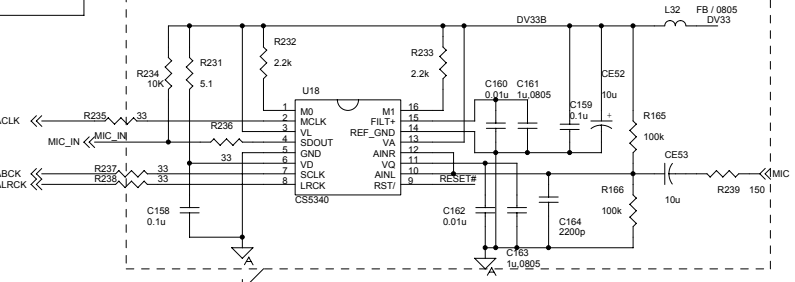 L32
FB / 0805
DV33B
DV33
R232
2.2k
R233
2.2k
R234
10K
R231
5.1
U18
C160
0.01u
C161
1u,0805
CE52
10u
C159
0.1u
R165
100k
1
2
3
4
5
6
7
8
M0
MCLK
VL
SDOUT
GND
VD
SCLK
LRCK
M1
FILT+
REF_GND
VA
AINR
VQ
AINL
RST/
16
15
14
13
12
11
10
9
CS5340
ACLK
R235
33
MIC_IN
MIC_IN
R236
33
ABCK
R237
33
ALRCK
R238
33
RESET#
CE53
10u
R239
150
MIC
C158
0.1u
C162
0.01u
C163
1u,0805
C164
2200p
R166
100k
+
A
A